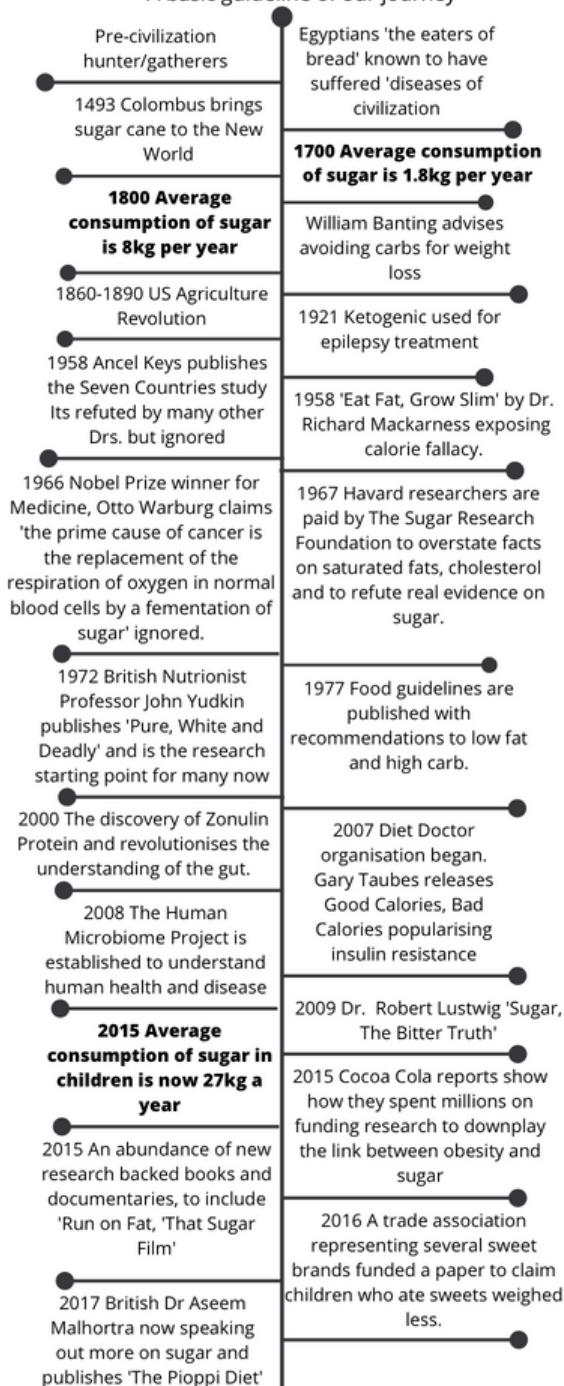 A basic guideline of our journey
Pre-civilization
hunter/gatherers
Egyptians 'the eaters of
bread' known to have
suffered 'diseases of
civilization
1493 Colombus brings
sugar cane to the New
World
1700 Average consumption
of sugar is 1.8kg per year
1800 Average
consumption of sugar
is 8kg per year
William Banting advises
avoiding carbs for weight
loss
1860-1890 US Agriculture
Revolution
1921 Ketogenic used for
epilepsy treatment
1958 Ancel Keys publishes
the Seven Countries study
Its refuted by many other
Drs. but ignored
1958 'Eat Fat, Grow Slim' by Dr.
Richard Mackarness exposing
calorie fallacy.
1966 Nobel Prize winner for
Medicine, Otto Warburg claims
'the prime cause of cancer is
the replacement of the
respiration of oxygen in normal
blood cells by a fementation of
sugar' ignored.
1967 Havard researchers are
paid by The Sugar Research
Foundation to overstate facts
on saturated fats, cholesterol
and to refute real evidence on
sugar.
1972 British Nutrionist
Professor John Yudkin
publishes 'Pure, White and
Deadly' and is the research
starting point for many now
1977 Food guidelines are
published with
recommendations to low fat
and high carb.
2000 The discovery of Zonulin
Protein and revolutionises the
understanding of the gut.
2007 Diet Doctor
organisation began.
Gary Taubes releases
Good Calories, Bad
Calories popularising
insulin resistance
2008 The Human
Microbiome Project is
established to understand
human health and disease
2009 Dr. Robert Lustwig 'Sugar,
The Bitter Truth'
2015 Average
consumption of sugar in
children is now 27kg a
year
2015 Cocoa Cola reports show
how they spent millions on
funding research to downplay
the link between obesity and
sugar
2015 An abundance of new
research backed books and
documentaries, to include
'Run on Fat, 'That Sugar
Film'
2016 A trade association
representing several sweet
brands funded a paper to claim
children who ate sweets weighed
less.
2017 British Dr Aseem
Malhortra now speaking
out more on sugar and
publishes 'The Pioppi Diet'